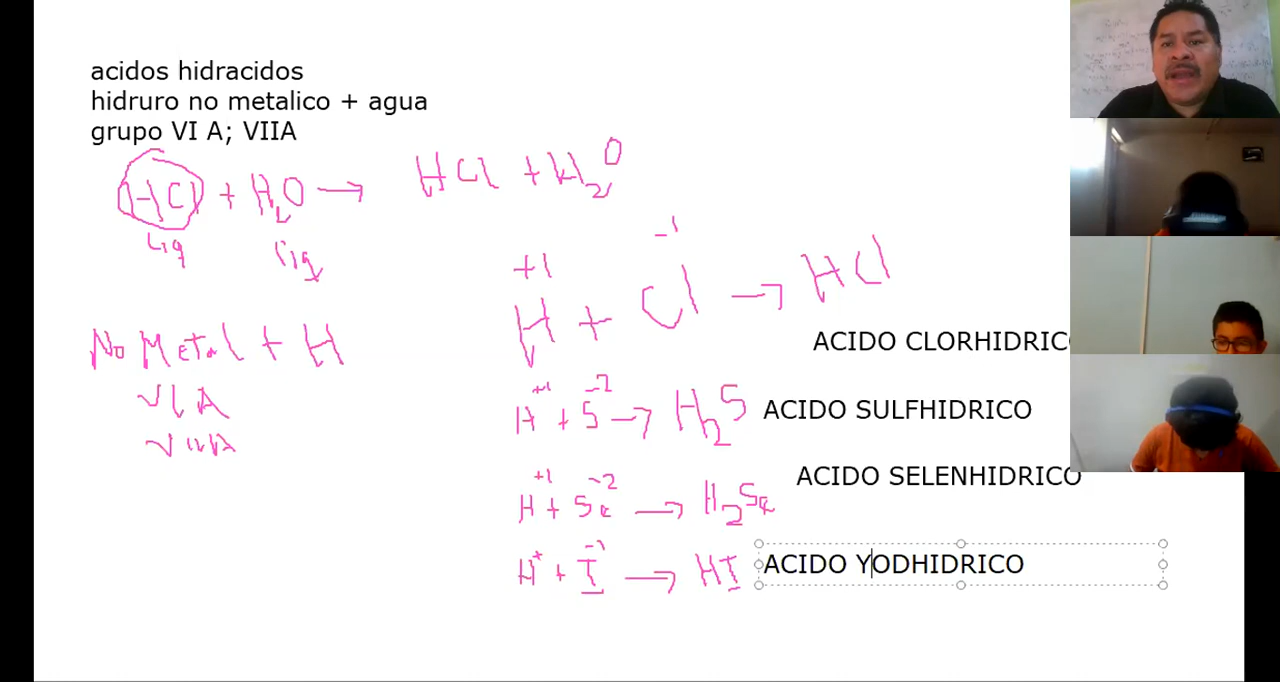 acidos hidracidos
hidruro no metalico + agua
grupo VI A; VIIA
HCl + H2O → HCl + H2O
Liq liq
+1 -1
H + Cl → HCl
ACIDO CLORHIDRICO
No Metal + H
VIA
VIIA
+1 -2
H + S → H2S ACIDO SULFHIDRICO
+1 -2
H + Se → H2Se ACIDO SELENHIDRICO
+ -1
H + I → HI ACIDO YODHIDRICO